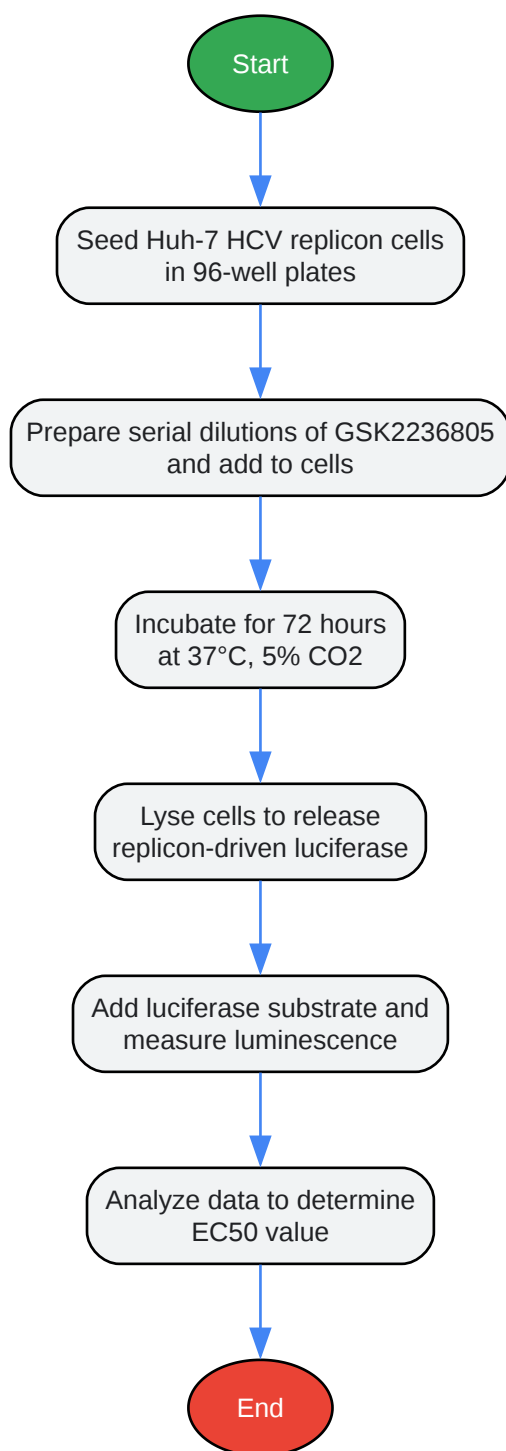 Start
Seed Huh-7 HCV replicon cells
in 96-well plates
Prepare serial dilutions of GSK2236805
and add to cells
Incubate for 72 hours
at 37°C, 5% CO2
Lyse cells to release
replicon-driven luciferase
Add luciferase substrate and
measure luminescence
Analyze data to determine
EC50 value
End